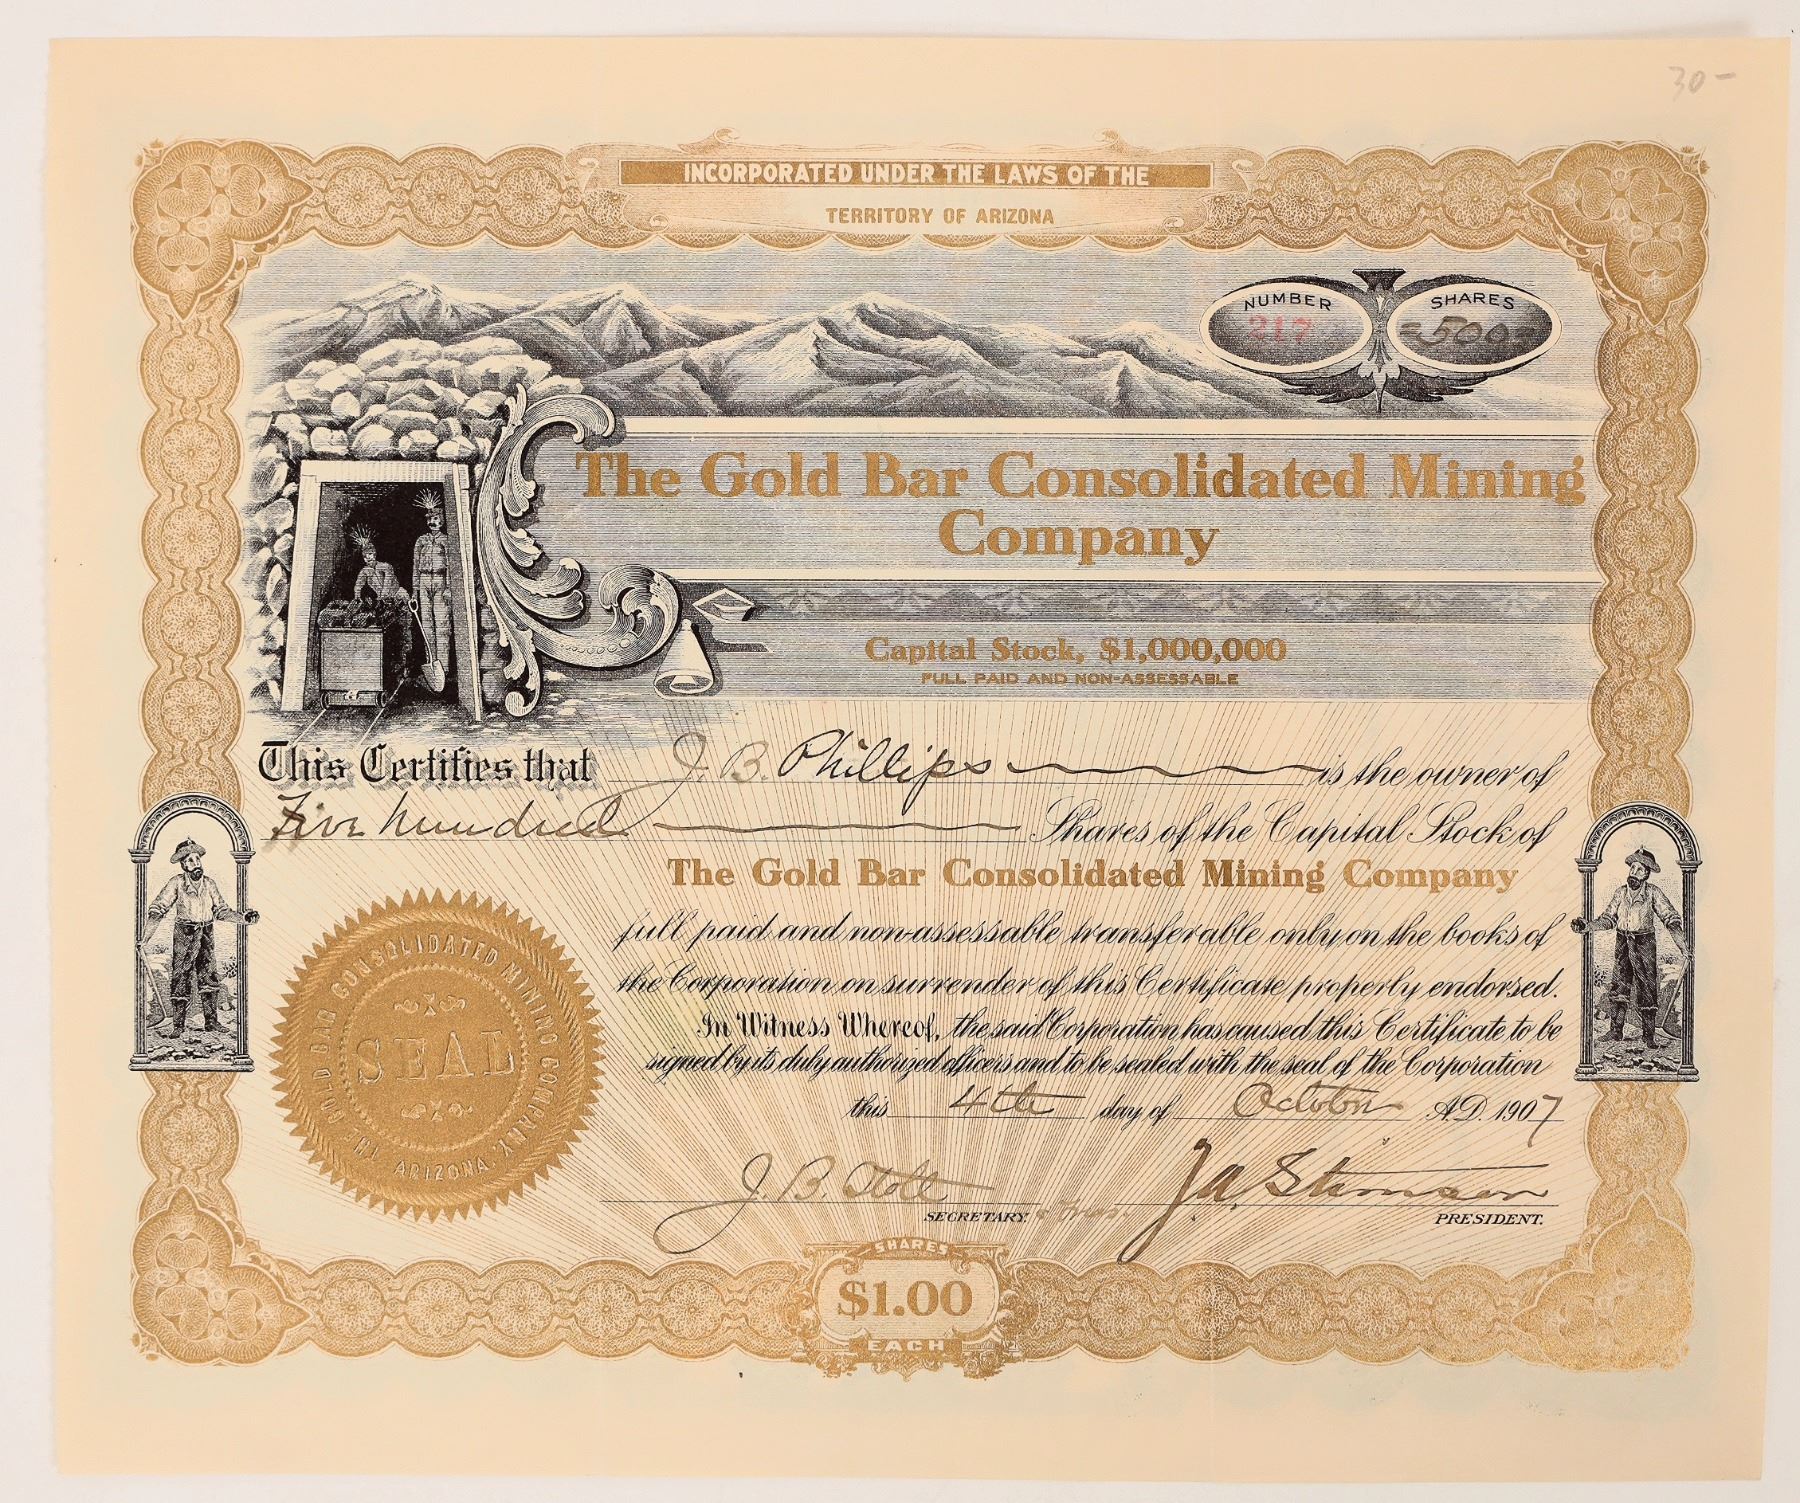 30-
INCORPORATED UNDER THE LAWS OF THE
TERRITORY OF ARIZONA
NUMBER
217
SHARES
=500=
The Gold Bar Consolidated Mining
Company
Capital Stock, $1,000,000
FULL PAID AND NON-ASSESSABLE
This Certifies that J. B. Phillips is the owner of
Five hundred Shares of the Capital Stock of
The Gold Bar Consolidated Mining Company
full paid and non-assessable transferable only on the books of
the Corporation on surrender of this Certificate properly endorsed.
In Witness Whereof, the said Corporation has caused this Certificate to be
signed by its duly authorized officers and to be sealed with the seal of the Corporation
this 4th day of October A.D. 1907
THE GOLD BAR CONSOLIDATED MINING COMPANY
SEAL
ARIZONA.
J. B. J. A. Stimson
SECRETARY. PRESIDENT.
SHARES
$1.00
EACH